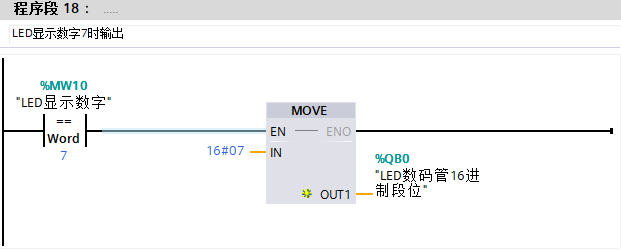 程序段 18： .....
LED显示数字7时输出
%MW10
"LED显示数字"
==
Word
7
MOVE
EN ENO
16#07 IN
%QB0
"LED数码管16进
制段位"
OUT1